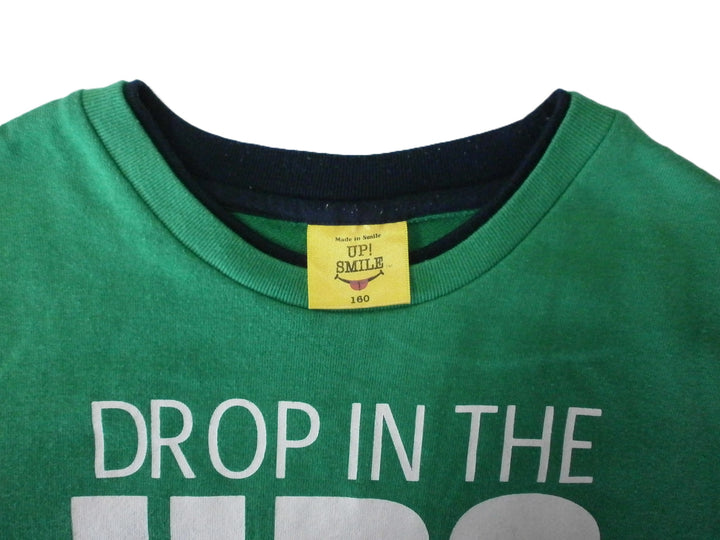 Made in Smile
UP!
SMILE
160
DROP IN THE